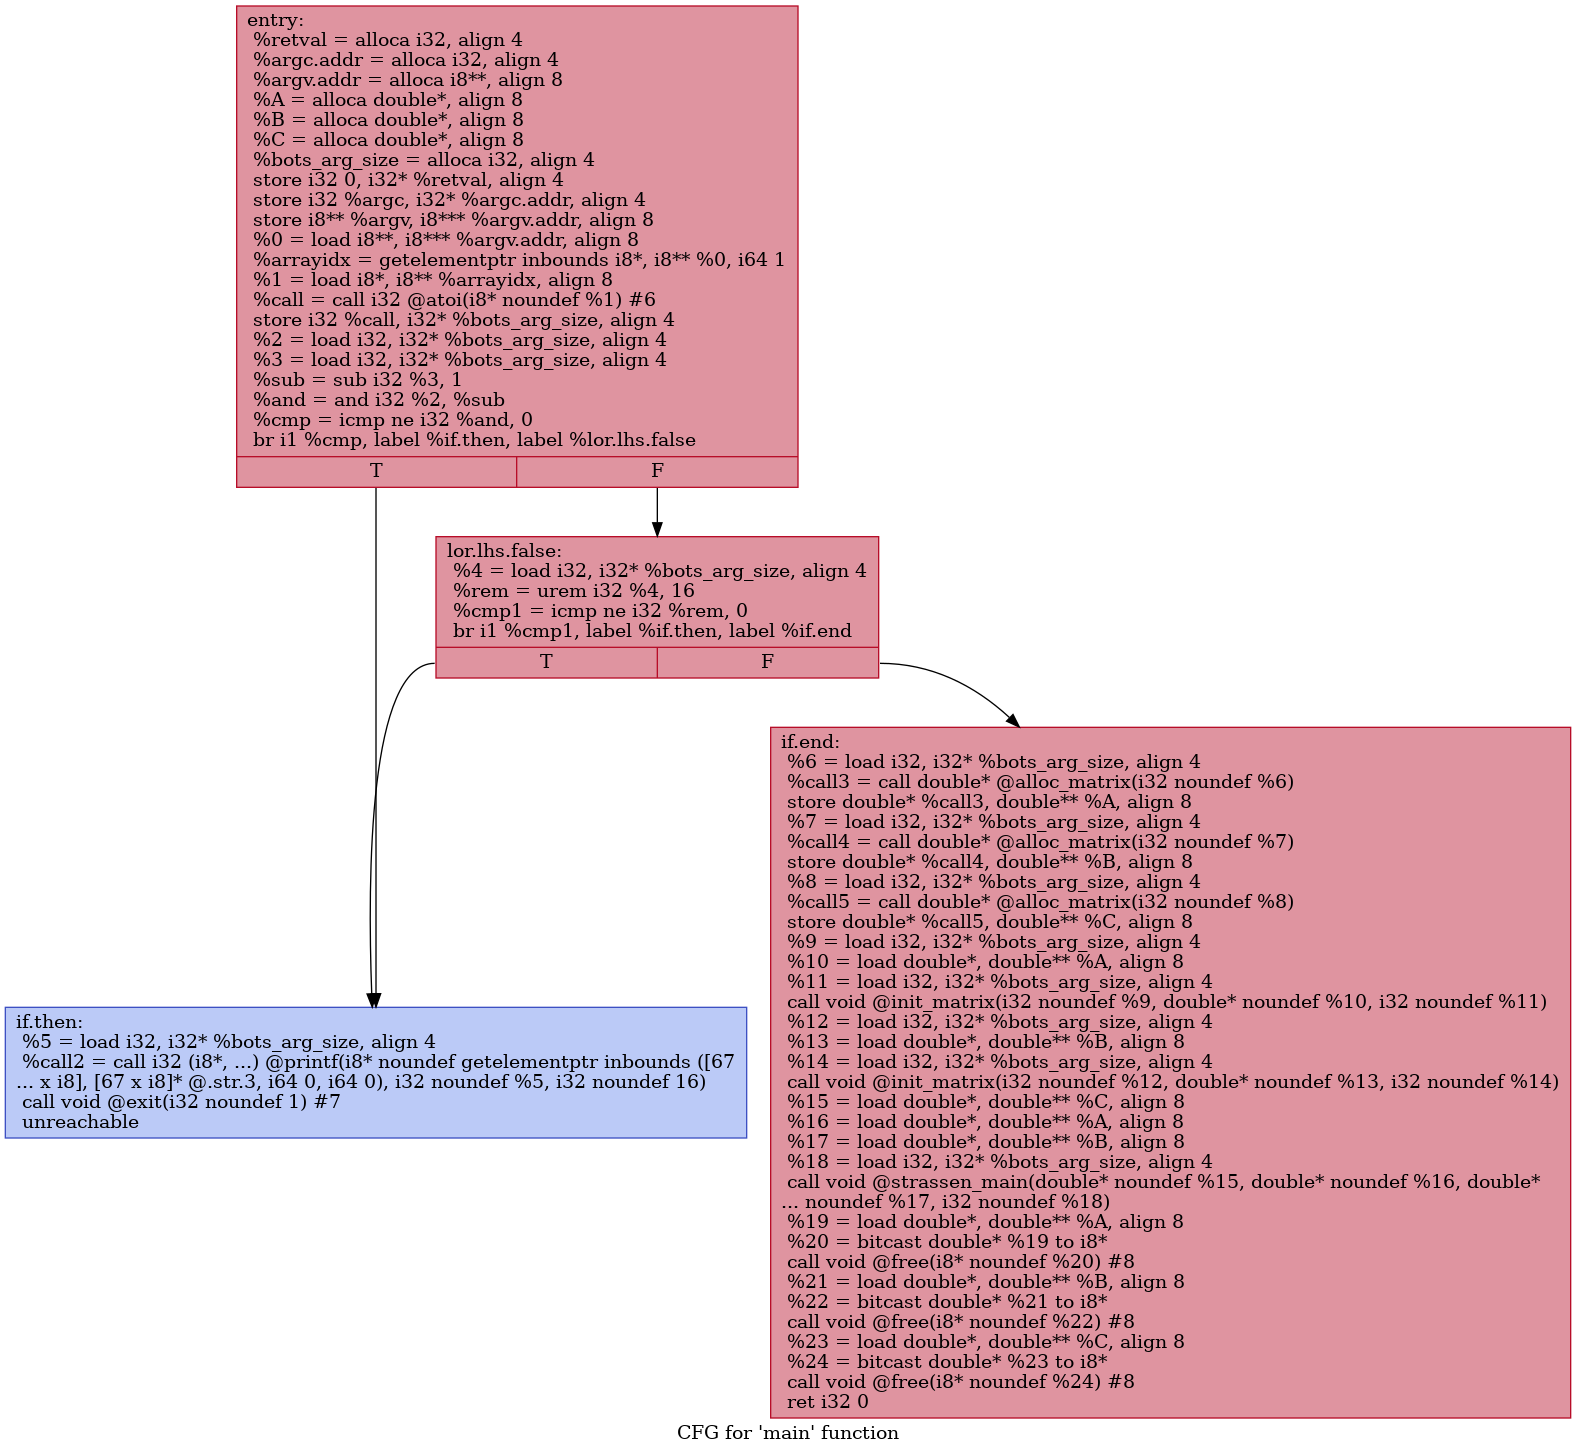 entry:
%retval = alloca i32, align 4
%argc.addr = alloca i32, align 4
%argv.addr = alloca i8**, align 8
%A = alloca double*, align 8
%B = alloca double*, align 8
%C = alloca double*, align 8
%bots_arg_size = alloca i32, align 4
store i32 0, i32* %retval, align 4
store i32 %argc, i32* %argc.addr, align 4
store i8** %argv, i8*** %argv.addr, align 8
%0 = load i8**, i8*** %argv.addr, align 8
%arrayidx = getelementptr inbounds i8*, i8** %0, i64 1
%1 = load i8*, i8** %arrayidx, align 8
%call = call i32 @atoi(i8* noundef %1) #6
store i32 %call, i32* %bots_arg_size, align 4
%2 = load i32, i32* %bots_arg_size, align 4
%3 = load i32, i32* %bots_arg_size, align 4
%sub = sub i32 %3, 1
%and = and i32 %2, %sub
%cmp = icmp ne i32 %and, 0
br i1 %cmp, label %if.then, label %lor.lhs.false
T F
lor.lhs.false:
%4 = load i32, i32* %bots_arg_size, align 4
%rem = urem i32 %4, 16
%cmp1 = icmp ne i32 %rem, 0
br i1 %cmp1, label %if.then, label %if.end
T F
if.then:
%5 = load i32, i32* %bots_arg_size, align 4
%call2 = call i32 (i8*, ...) @printf(i8* noundef getelementptr inbounds ([67
... x i8], [67 x i8]* @.str.3, i64 0, i64 0), i32 noundef %5, i32 noundef 16)
call void @exit(i32 noundef 1) #7
unreachable
if.end:
%6 = load i32, i32* %bots_arg_size, align 4
%call3 = call double* @alloc_matrix(i32 noundef %6)
store double* %call3, double** %A, align 8
%7 = load i32, i32* %bots_arg_size, align 4
%call4 = call double* @alloc_matrix(i32 noundef %7)
store double* %call4, double** %B, align 8
%8 = load i32, i32* %bots_arg_size, align 4
%call5 = call double* @alloc_matrix(i32 noundef %8)
store double* %call5, double** %C, align 8
%9 = load i32, i32* %bots_arg_size, align 4
%10 = load double*, double** %A, align 8
%11 = load i32, i32* %bots_arg_size, align 4
call void @init_matrix(i32 noundef %9, double* noundef %10, i32 noundef %11)
%12 = load i32, i32* %bots_arg_size, align 4
%13 = load double*, double** %B, align 8
%14 = load i32, i32* %bots_arg_size, align 4
call void @init_matrix(i32 noundef %12, double* noundef %13, i32 noundef %14)
%15 = load double*, double** %C, align 8
%16 = load double*, double** %A, align 8
%17 = load double*, double** %B, align 8
%18 = load i32, i32* %bots_arg_size, align 4
call void @strassen_main(double* noundef %15, double* noundef %16, double*
... noundef %17, i32 noundef %18)
%19 = load double*, double** %A, align 8
%20 = bitcast double* %19 to i8*
call void @free(i8* noundef %20) #8
%21 = load double*, double** %B, align 8
%22 = bitcast double* %21 to i8*
call void @free(i8* noundef %22) #8
%23 = load double*, double** %C, align 8
%24 = bitcast double* %23 to i8*
call void @free(i8* noundef %24) #8
ret i32 0
CFG for 'main' function